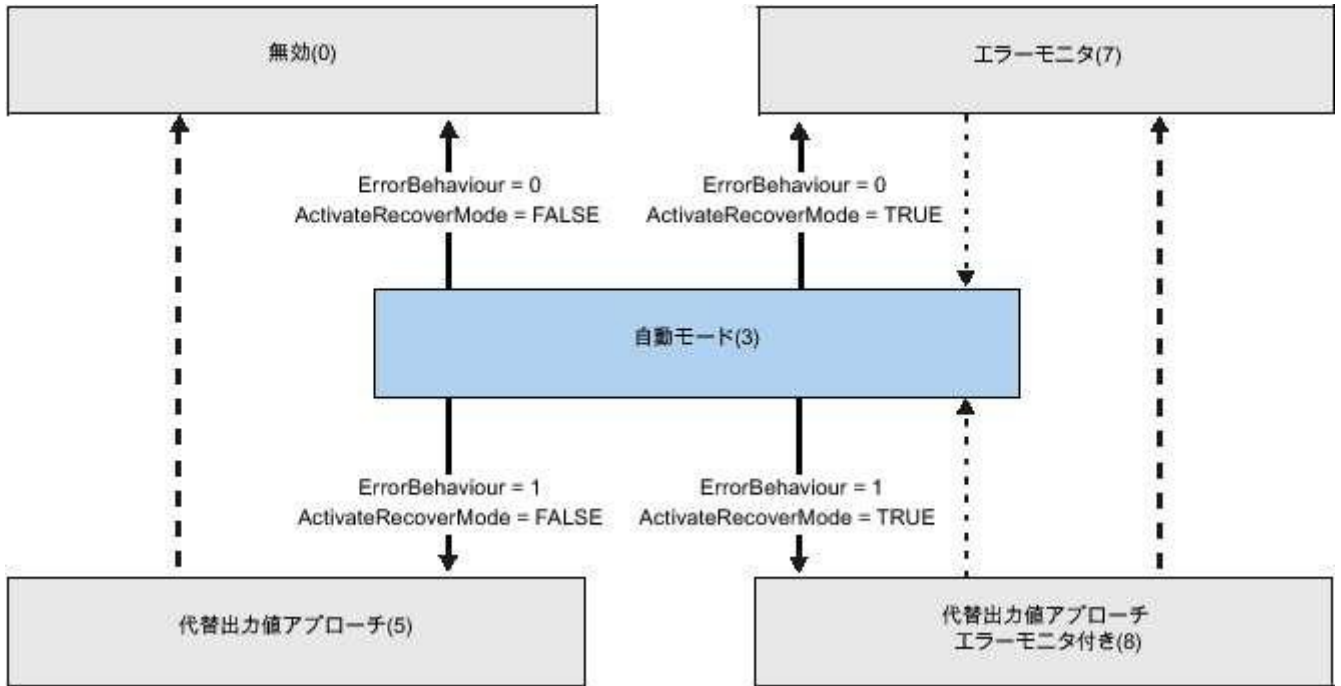 無効(0)
エラーモニタ(7)
ErrorBehaviour = 0
ActivateRecoverMode = FALSE
ErrorBehaviour = 0
ActivateRecoverMode = TRUE
自動モード(3)
ErrorBehaviour = 1
ActivateRecoverMode = FALSE
ErrorBehaviour = 1
ActivateRecoverMode = TRUE
代替出力値アプローチ(5)
代替出力値アプローチ
エラーモニタ付き(8)